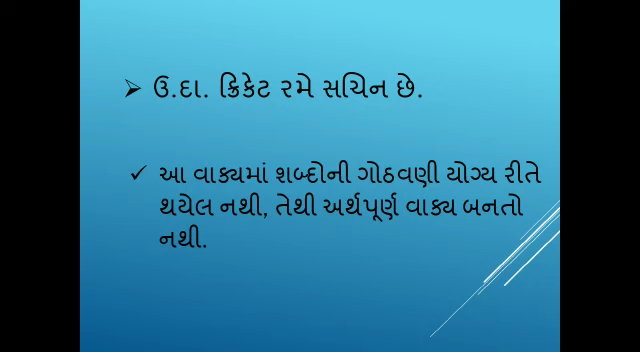 ઉ.દા. ક્રિકેટ રમે સચિન છે.
આ વાક્યમાં શબ્દોની ગોઠવણી યોગ્ય રીતે
થયેલ નથી, તેથી અર્થપૂર્ણ વાક્ય બનતો
નથી.